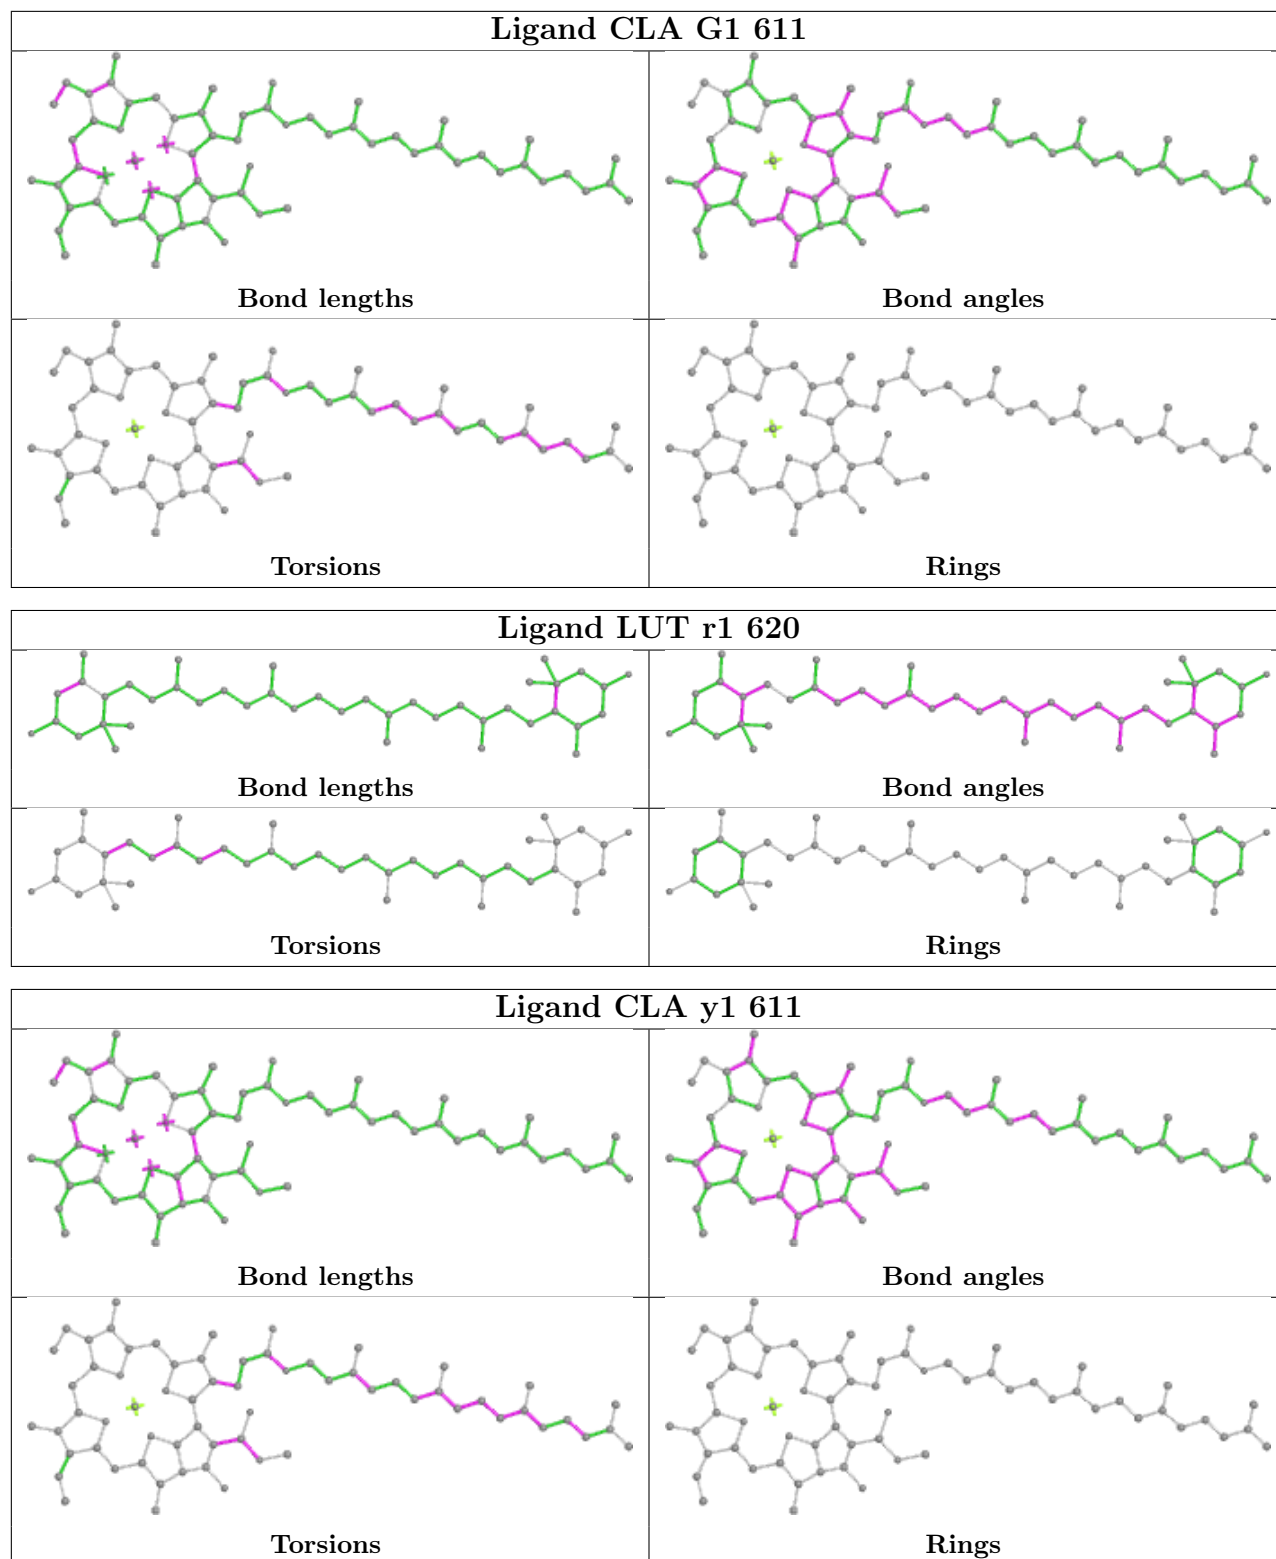 Ligand CLA G1 611
Bond lengths
Bond angles
Torsions
Rings
Ligand LUT r1 620
Bond lengths
Bond angles
Torsions
Rings
Ligand CLA y1 611
Bond lengths
Bond angles
Torsions
Rings